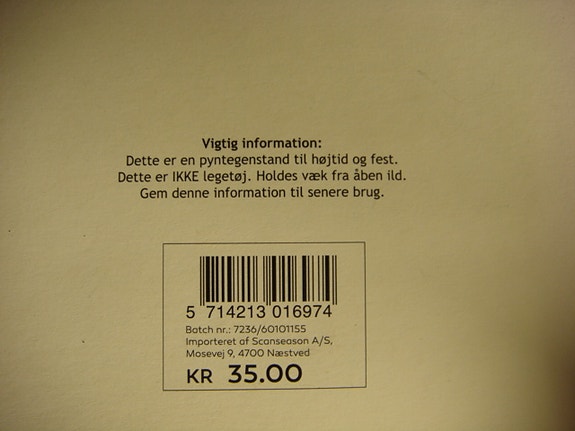 Vigtig information:
Dette er en pyntegenstand til højtid og fest.
Dette er IKKE legetøj. Holdes væk fra åben ild.
Gem denne information til senere brug.
5 714213 016974
Batch nr.: 7236/60101155
Importeret af Scanseason A/S,
Mosevej 9, 4700 Næstved
KR 35.00